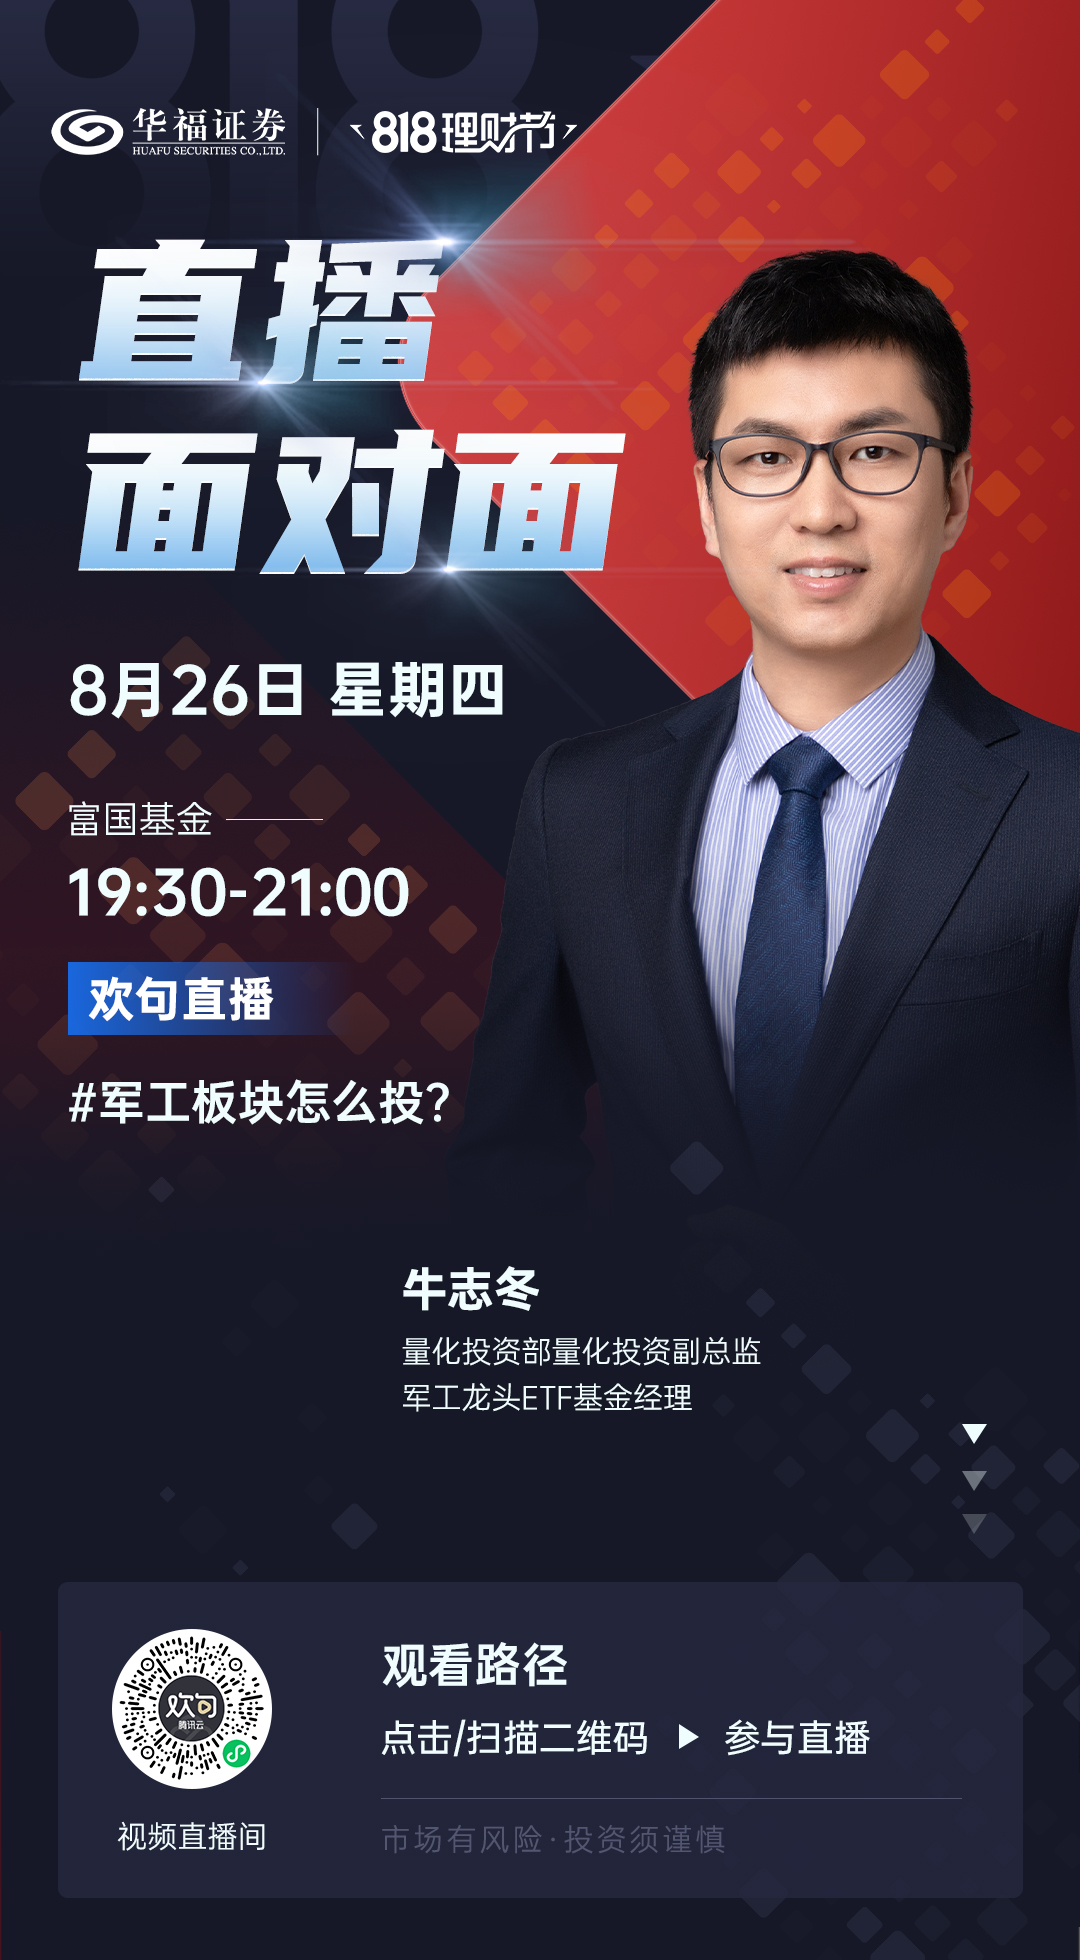 华福证券
HUAFU SECURITIES CO.,LTD.
818理财节
直播
面对面
8月26日 星期四
富国基金
19:30-21:00
欢句直播
#军工板块怎么投?
牛志冬
量化投资部量化投资副总监
军工龙头ETF基金经理
欢句
腾讯云
视频直播间
观看路径
点击/扫描二维码 ▶ 参与直播
市场有风险·投资须谨慎